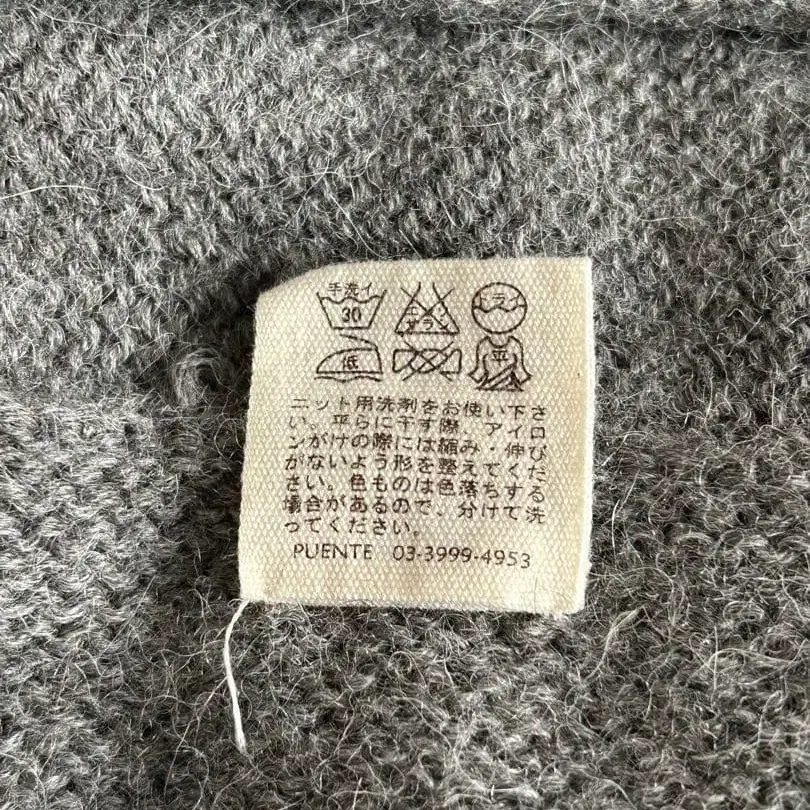 手洗イ
30
エンソ
サラシ
ドライ
低
平
ニット用洗剤をお使い下さ
い。平らに干す際、アイロ
ンがけの際には縮み・伸び
がないよう形を整えてくだ
さい。色ものは色落ちする
場合があるので、分けて洗
ってください。
PUENTE 03-3999-4953